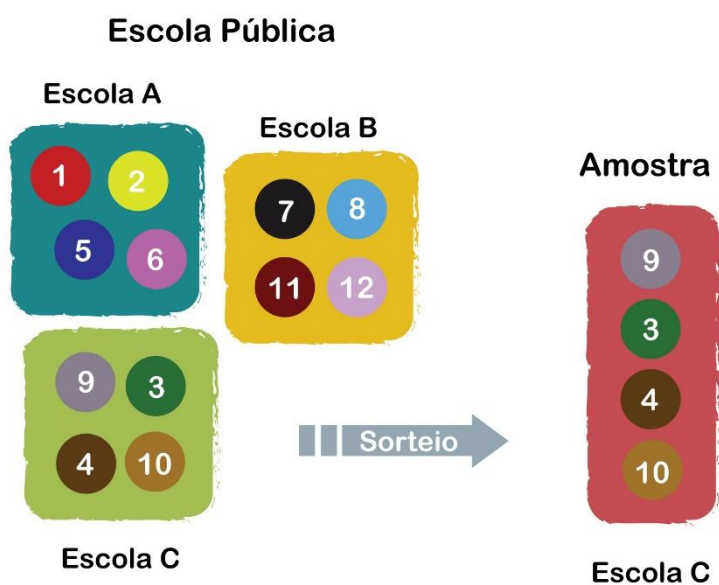 Escola Pública
Escola A
1 2
5 6
Escola B
7 8
11 12
9 3
4 10
Escola C
Sorteio
Amostra
9
3
4
10
Escola C